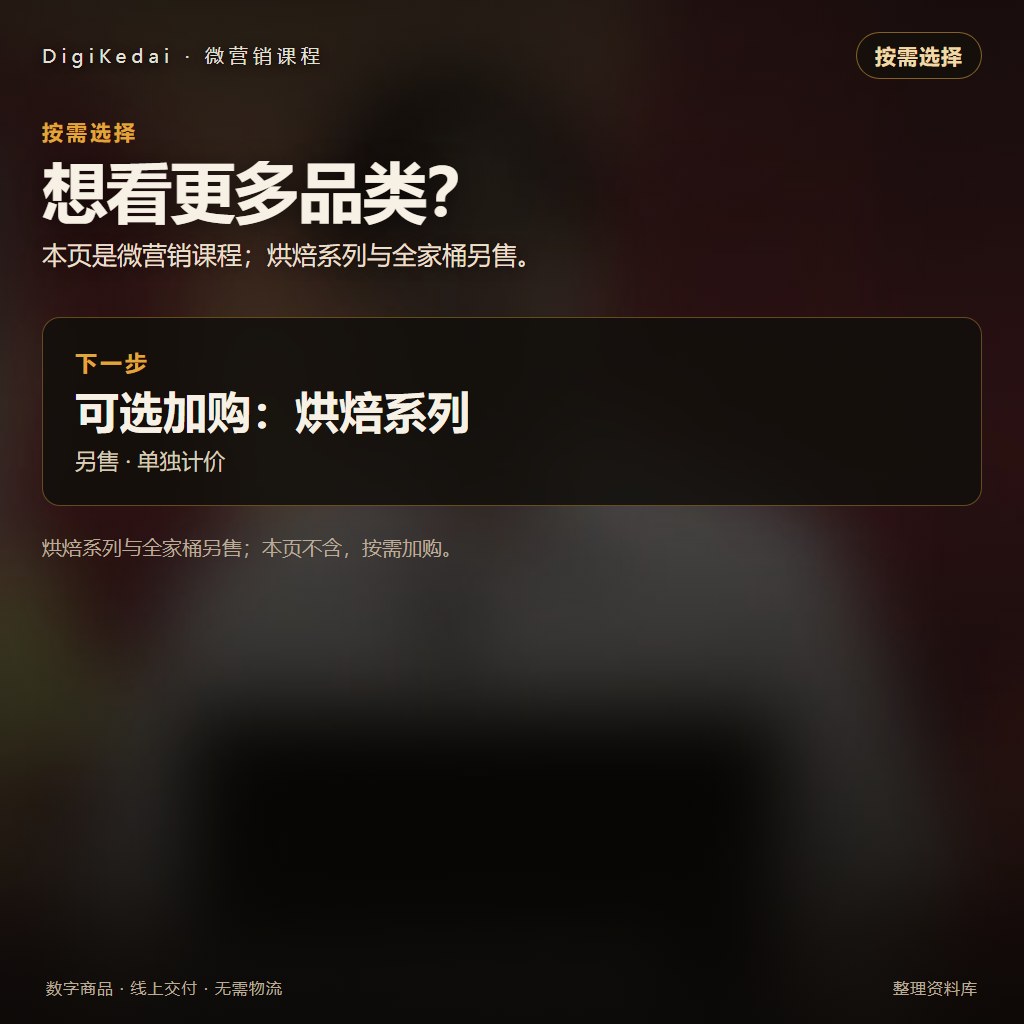 DigiKedai · 微营销课程
按需选择
按需选择
想看更多品类？
本页是微营销课程；烘焙系列与全家桶另售。
下一步
可选加购：烘焙系列
另售 · 单独计价
烘焙系列与全家桶另售；本页不含，按需加购。
数字商品 · 线上交付 · 无需物流
整理资料库